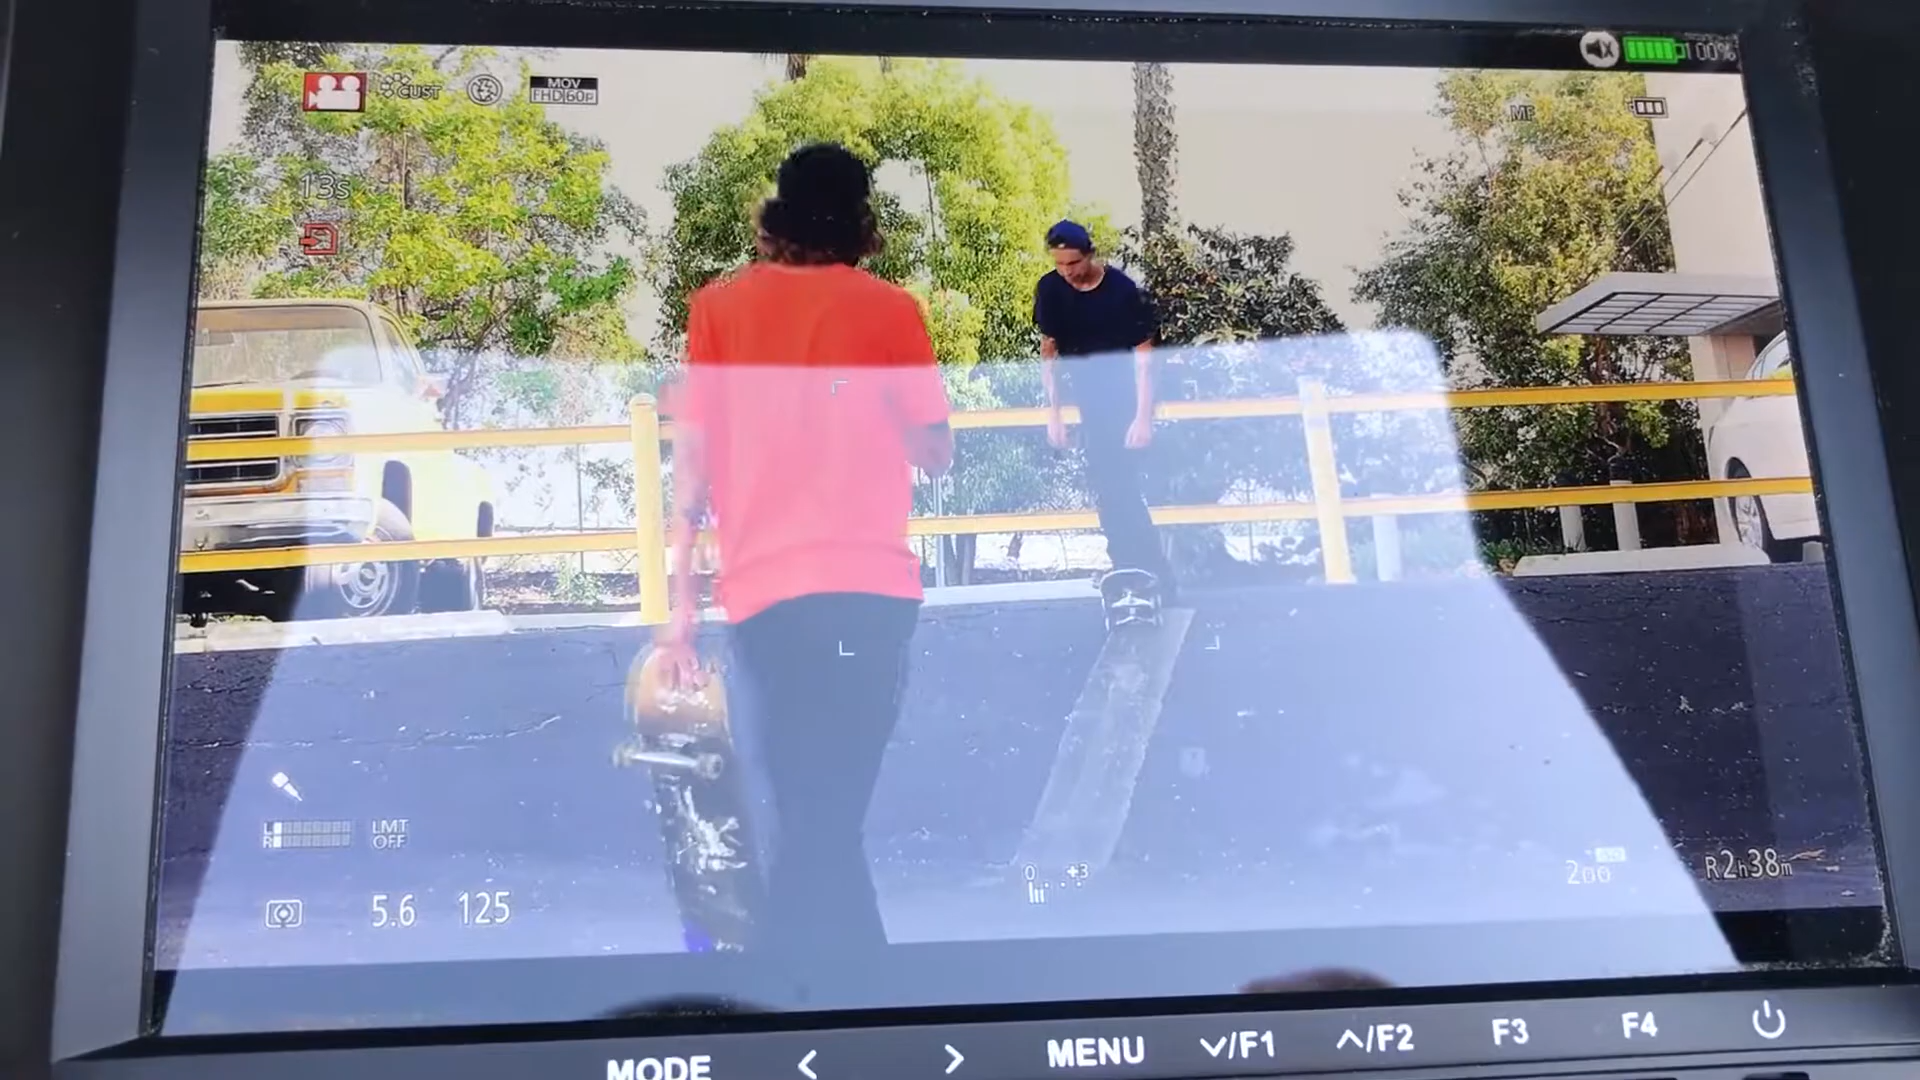 100%
CUST
MOV
FHD 60p
MF
13s
L
R
LMT
OFF
5.6 125
0 +3
200
R2h38m
MODE < > MENU ∨/F1 ∧/F2 F3 F4